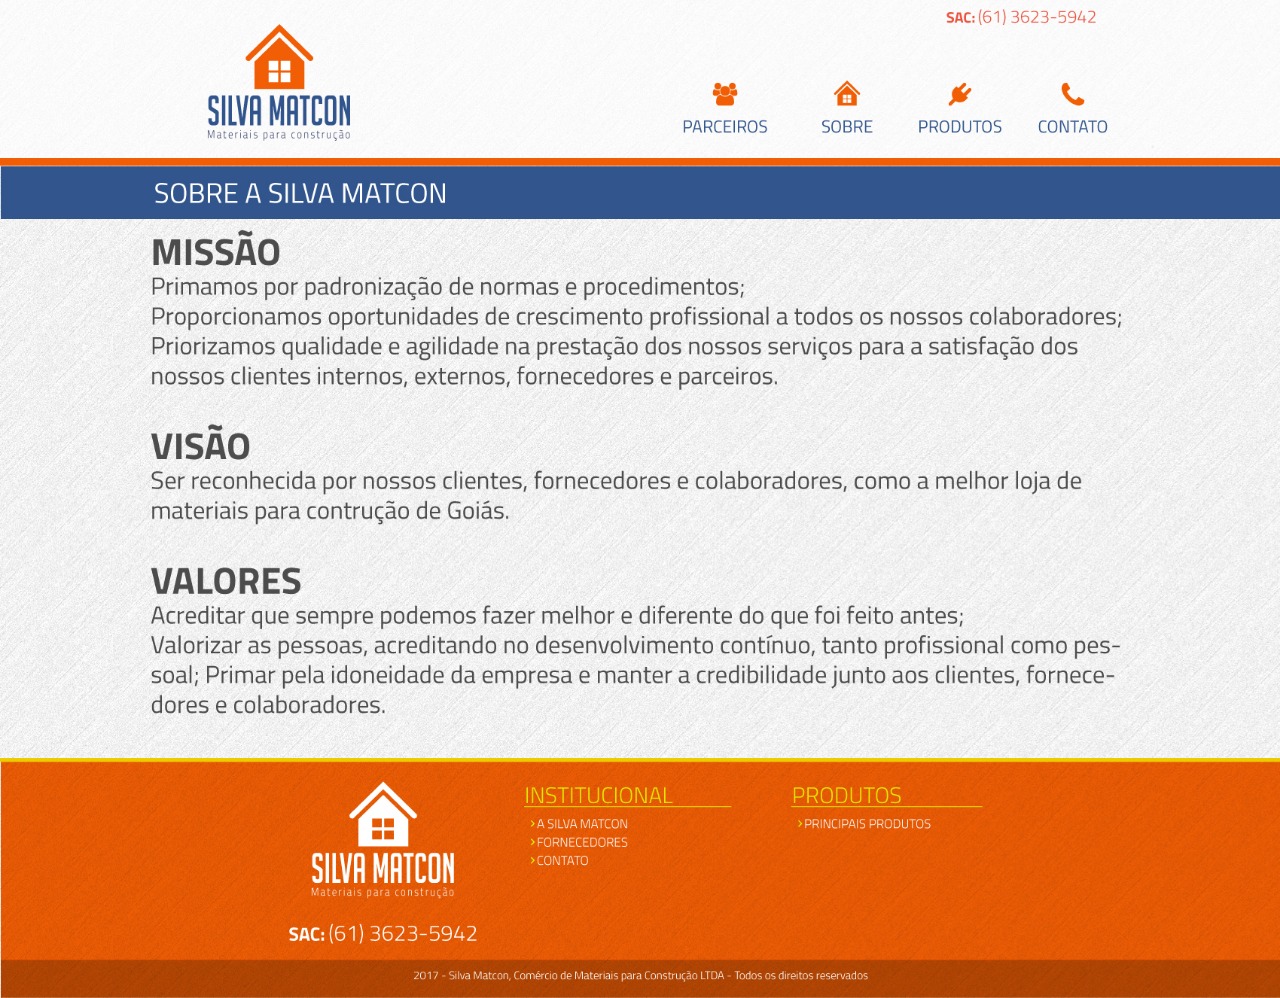 SAC: (61) 3623-5942
SILVA MATCON
Materiais para construção
PARCEIROS
SOBRE
PRODUTOS
CONTATO
SOBRE A SILVA MATCON
MISSÃO
Primamos por padronização de normas e procedimentos;
Proporcionamos oportunidades de crescimento profissional a todos os nossos colaboradores;
Priorizamos qualidade e agilidade na prestação dos nossos serviços para a satisfação dos
nossos clientes internos, externos, fornecedores e parceiros.
VISÃO
Ser reconhecida por nossos clientes, fornecedores e colaboradores, como a melhor loja de
materiais para contrução de Goiás.
VALORES
Acreditar que sempre podemos fazer melhor e diferente do que foi feito antes;
Valorizar as pessoas, acreditando no desenvolvimento contínuo, tanto profissional como pes-
soal; Primar pela idoneidade da empresa e manter a credibilidade junto aos clientes, fornece-
dores e colaboradores.
SILVA MATCON
Materiais para construção
SAC: (61) 3623-5942
INSTITUCIONAL
› A SILVA MATCON
› FORNECEDORES
› CONTATO
PRODUTOS
› PRINCIPAIS PRODUTOS
2017 - Silva Matcon, Comércio de Materiais para Construção LTDA - Todos os direitos reservados